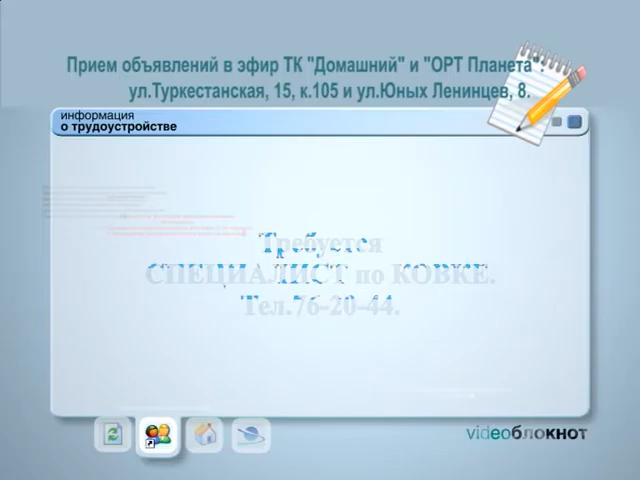 Прием объявлений в эфир ТК "Домашний" и "ОРТ Планета":
ул.Туркестанская, 15, к.105 и ул.Юных Ленинцев, 8.
информация
о трудоустройстве
Требуется
СПЕЦИАЛИСТ по КОВКЕ.
Тел.76-20-44.
videoблокнот